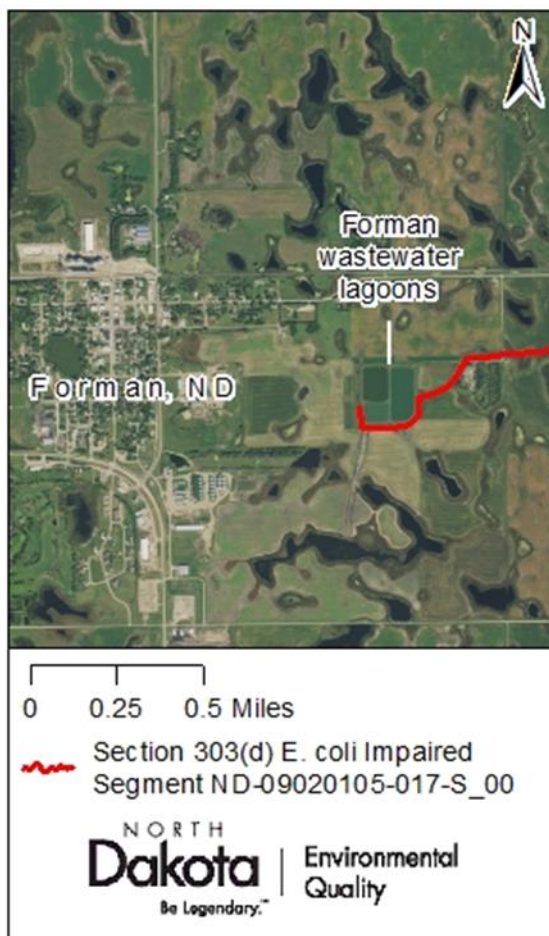 N
Forman
wastewater
lagoons
Forman, ND
0 0.25 0.5 Miles
Section 303(d) E. coli Impaired
Segment ND-09020105-017-S_00
NORTH
Dakota
Be Legendary.™
Environmental
Quality